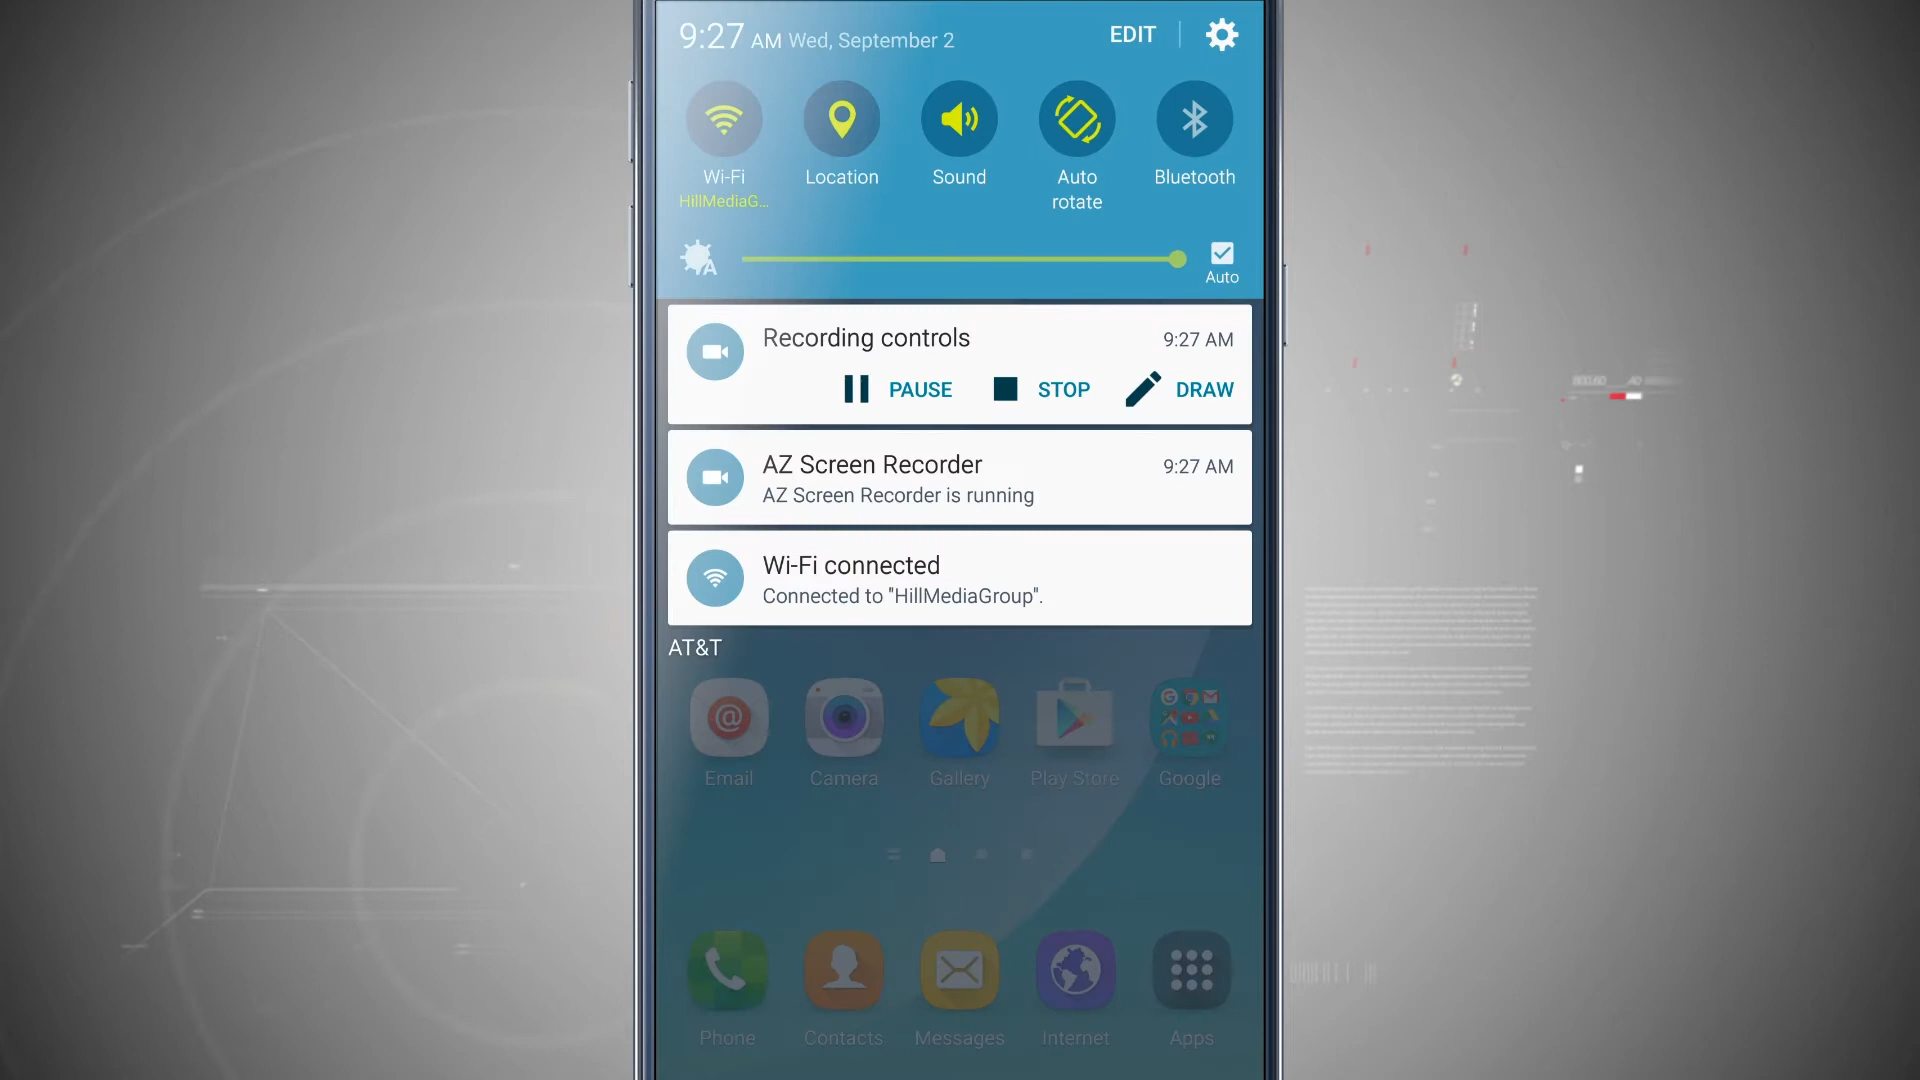 9:27 AM Wed, September 2 EDIT
Wi-Fi Location Sound Auto rotate Bluetooth
HillMediaG...
Auto
Recording controls 9:27 AM
PAUSE STOP DRAW
AZ Screen Recorder 9:27 AM
AZ Screen Recorder is running
Wi-Fi connected
Connected to "HillMediaGroup".
AT&T
Email Camera Gallery Play Store Google
Phone Contacts Messages Internet Apps